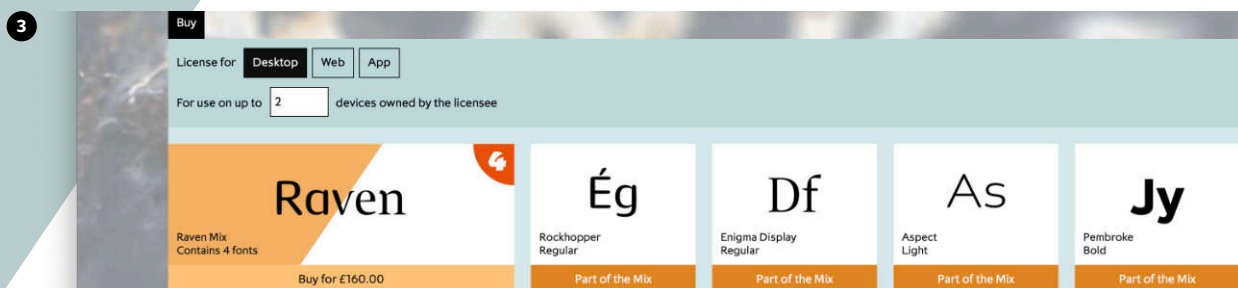 3
Buy
License for Desktop Web App
For use on up to 2 devices owned by the licensee
4
Raven
Raven Mix
Contains 4 fonts
Buy for £160.00
Ég
Rockhopper
Regular
Part of the Mix
Df
Enigma Display
Regular
Part of the Mix
As
Aspect
Light
Part of the Mix
Jy
Pembroke
Bold
Part of the Mix